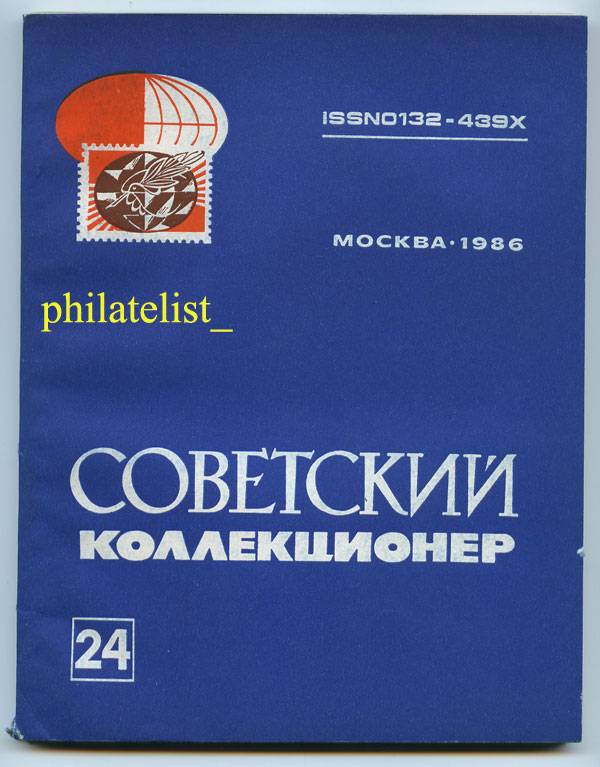 ISSN0132-439X
МОСКВА·1986
philatelist_
СОВЕТСКИЙ
КОЛЛЕКЦИОНЕР
24